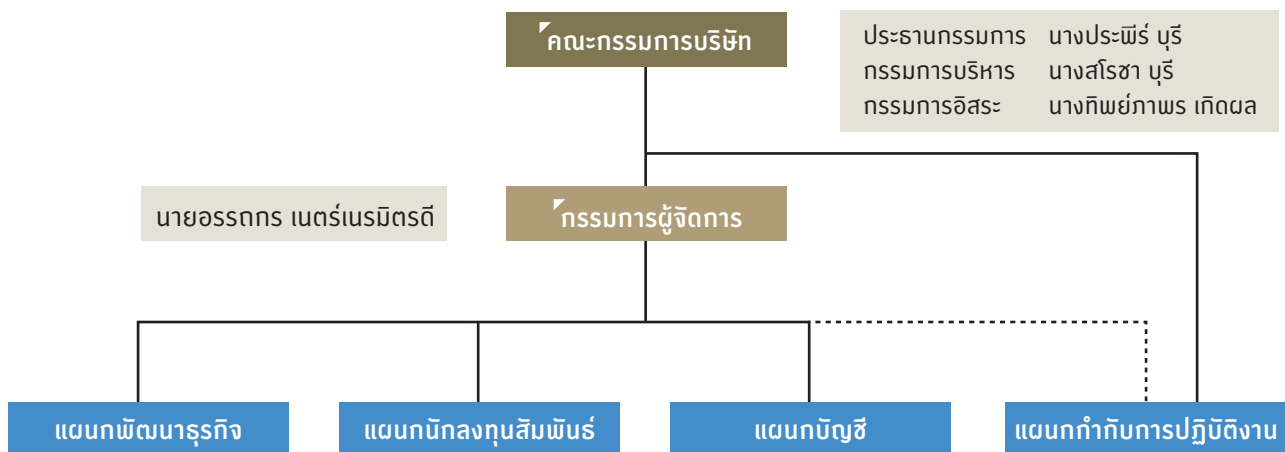 คณะกรรมการบริษัท
ประธานกรรมการ นางประพีร์ บุรี
กรรมการบริหาร นางสโรชา บุรี
กรรมการอิสระ นางทิพย์ภาพร เกิดผล
นายอรรถกร เนตร์เนรมิตรดี
กรรมการผู้จัดการ
แผนกพัฒนาธุรกิจ
แผนกนักลงทุนสัมพันธ์
แผนกบัญชี
แผนกกำกับการปฏิบัติงาน